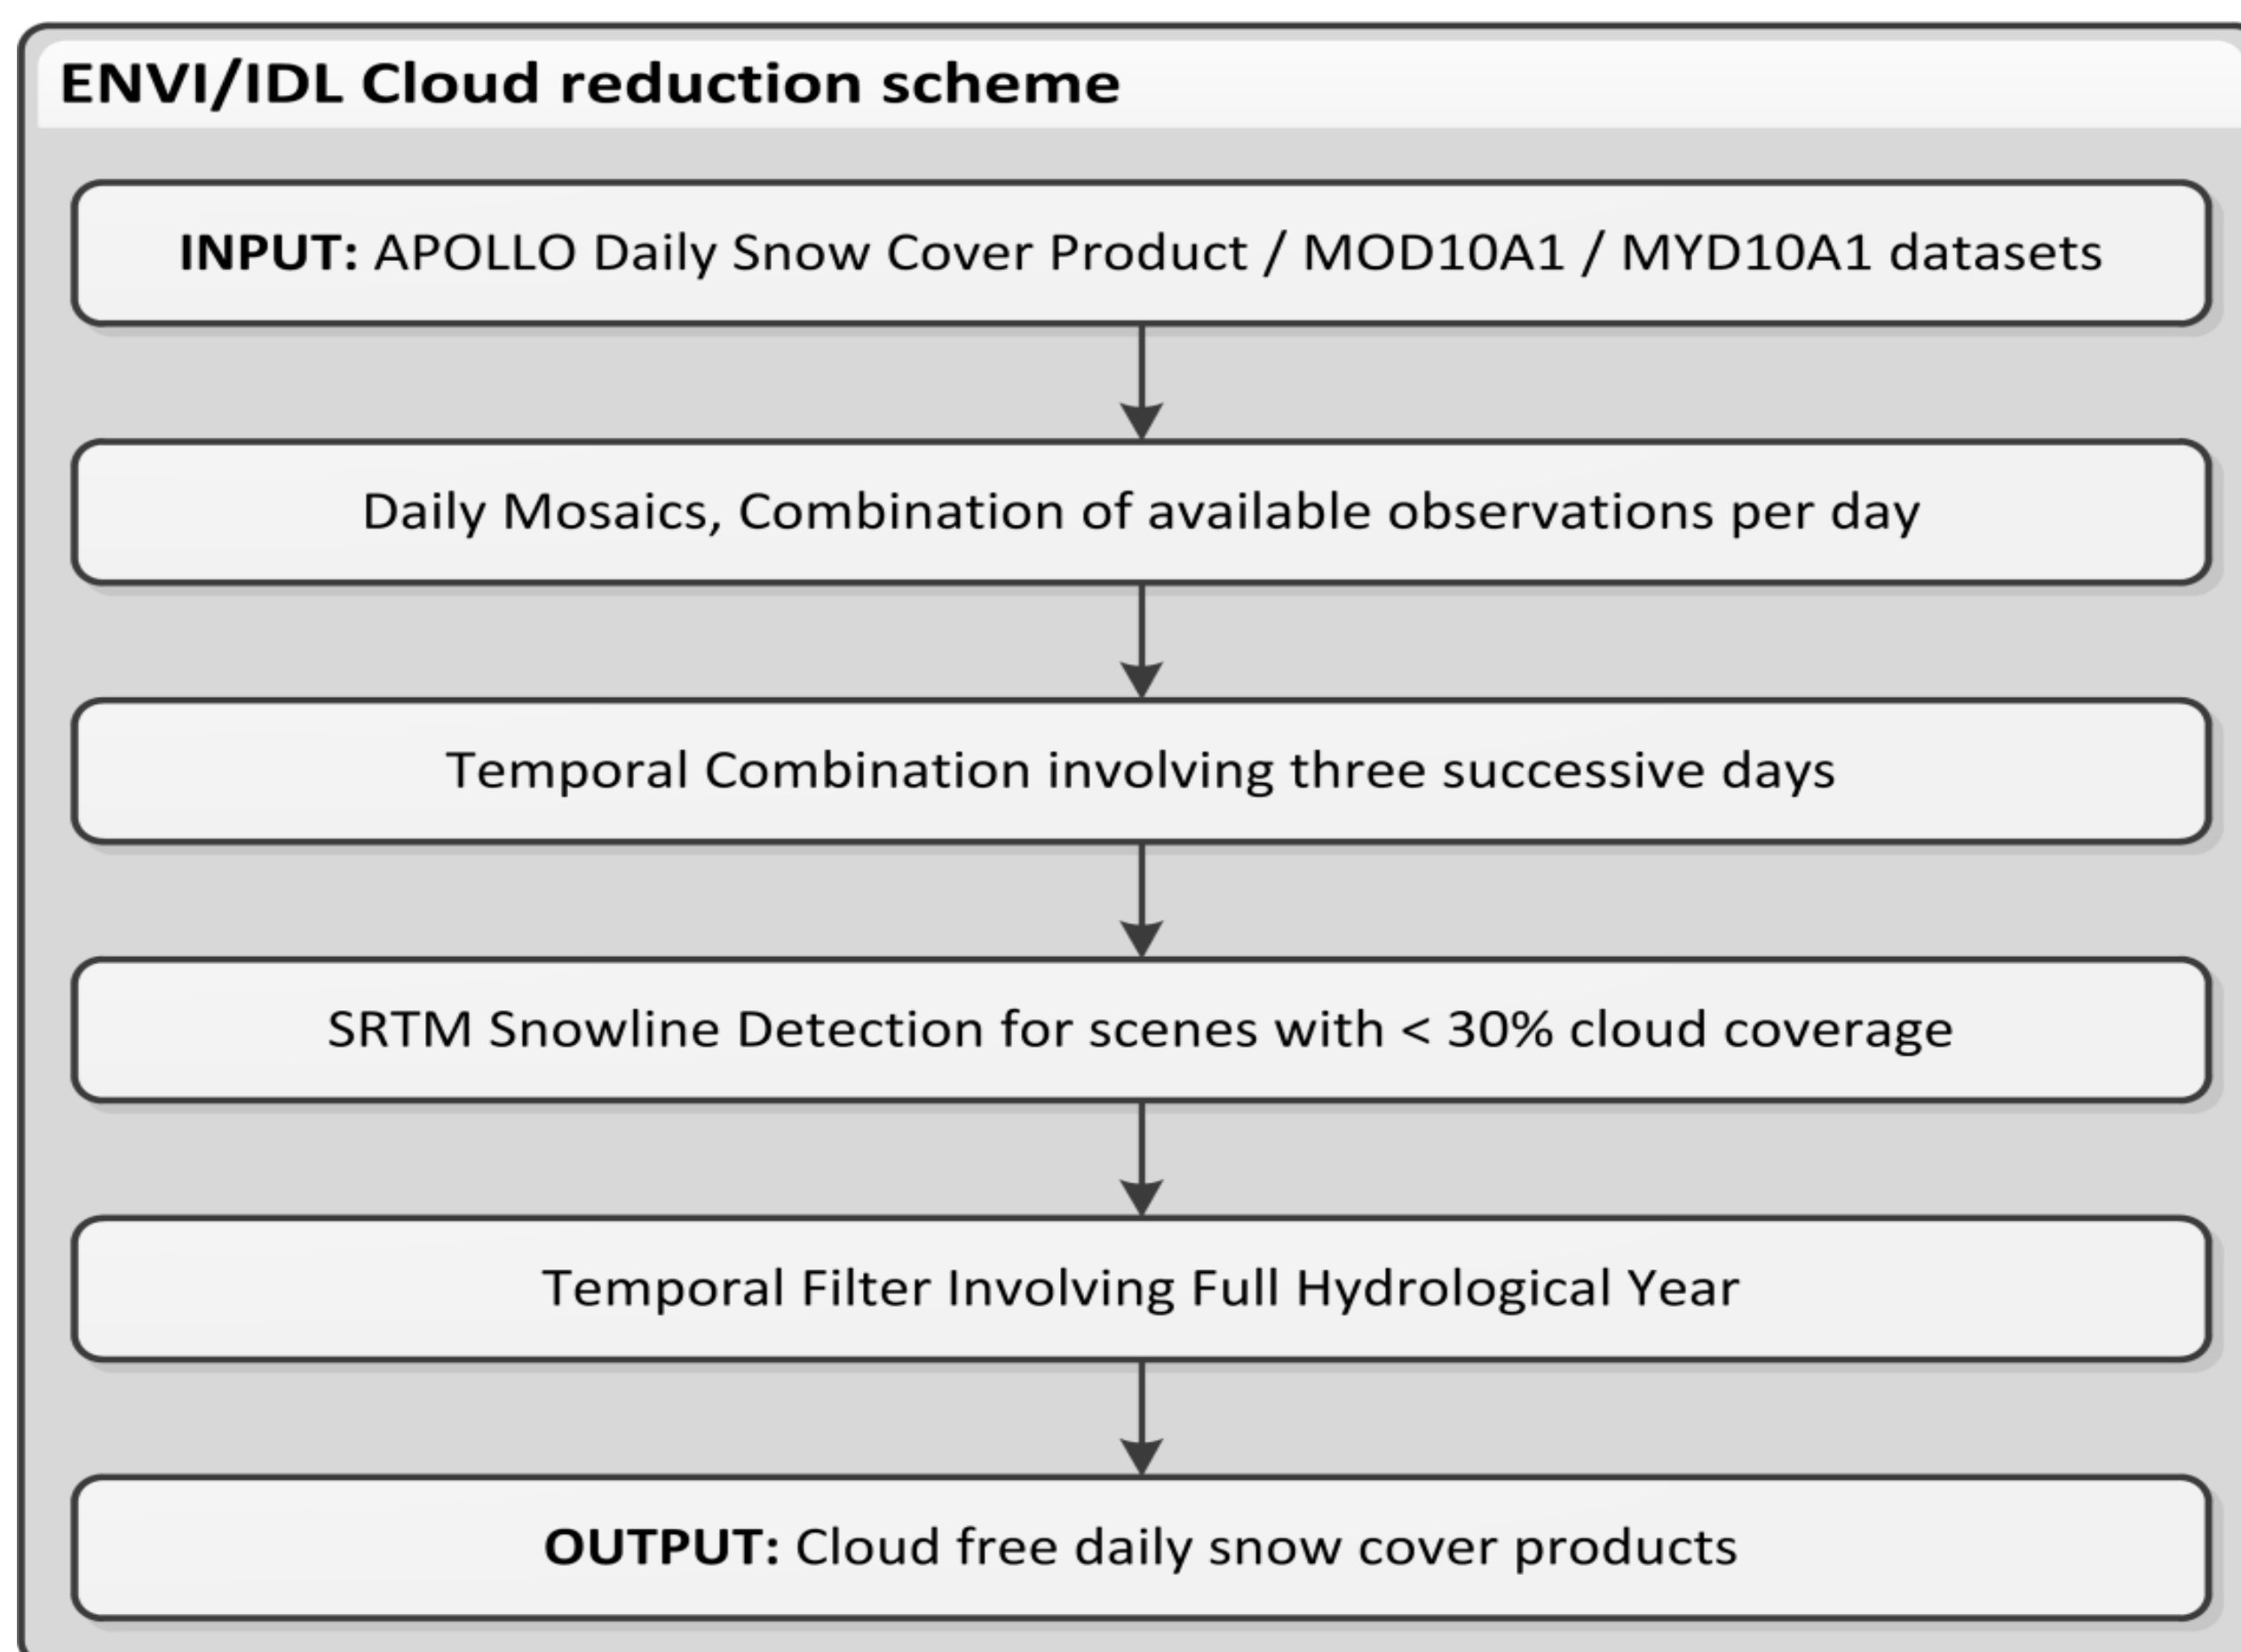 ENVI/IDL Cloud reduction scheme
INPUT: APOLLO Daily Snow Cover Product / MOD10A1 / MYD10A1 datasets
Daily Mosaics, Combination of available observations per day
Temporal Combination involving three successive days
SRTM Snowline Detection for scenes with < 30% cloud coverage
Temporal Filter Involving Full Hydrological Year
OUTPUT: Cloud free daily snow cover products